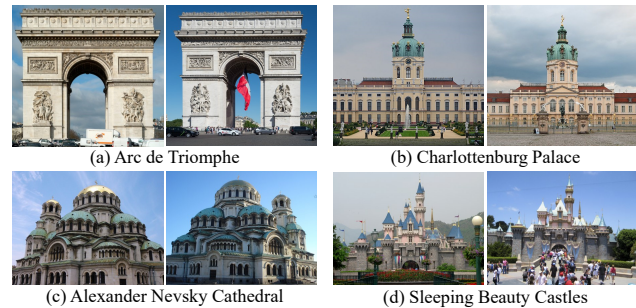 (a) Arc de Triomphe
(b) Charlottenburg Palace
(c) Alexander Nevsky Cathedral
(d) Sleeping Beauty Castles